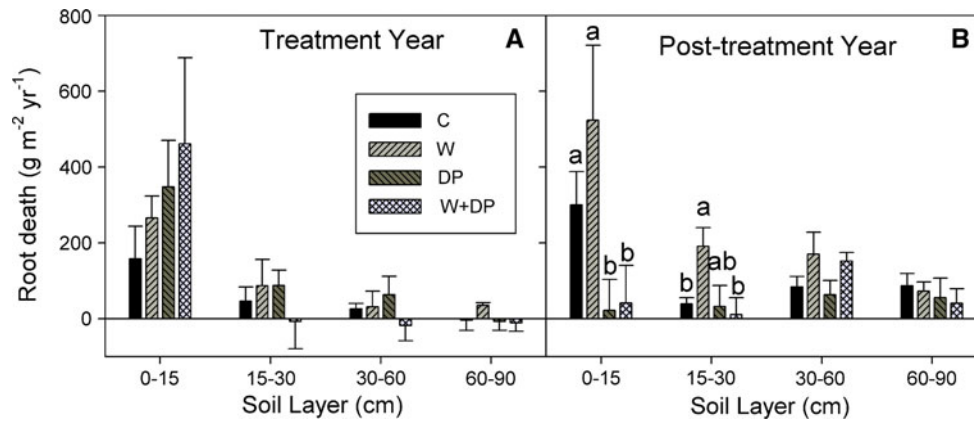 Root death (g m⁻² yr⁻¹)
800
600
400
200
0
Treatment Year
A
C
W
DP
W+DP
0-15
15-30
30-60
60-90
Soil Layer (cm)
Post-treatment Year
B
a
a
b
b
b
a
ab
b
0-15
15-30
30-60
60-90
Soil Layer (cm)